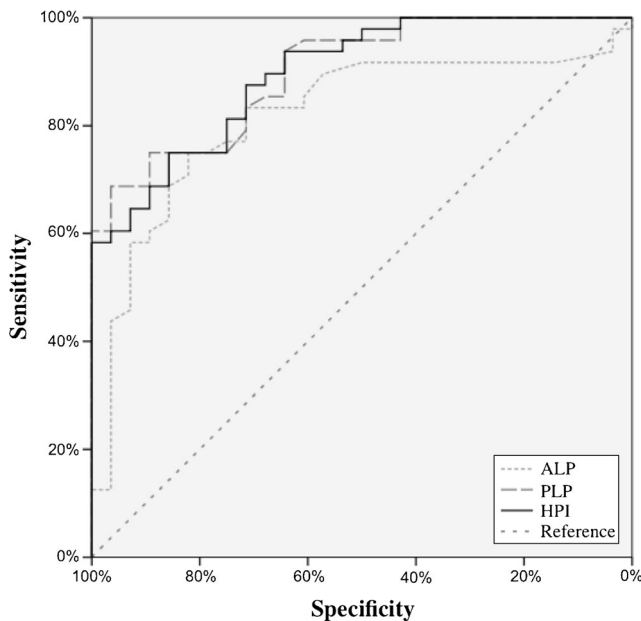 100%
80%
60%
40%
20%
0%
Sensitivity
ALP
PLP
HPI
Reference
100% 80% 60% 40% 20% 0%
Specificity